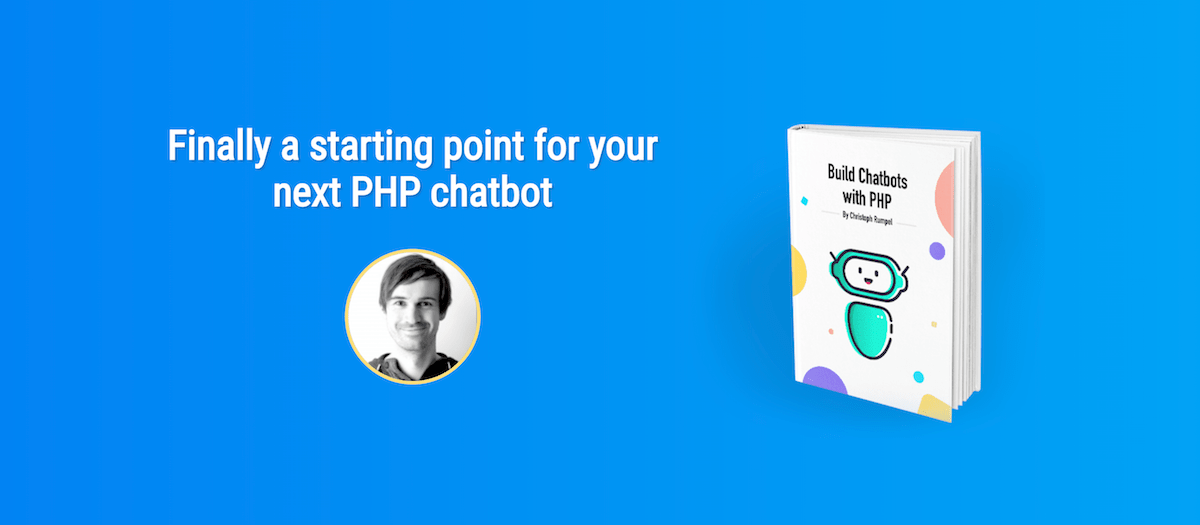 Finally a starting point for your
next PHP chatbot
Build Chatbots
with PHP
By Christoph Rumpel